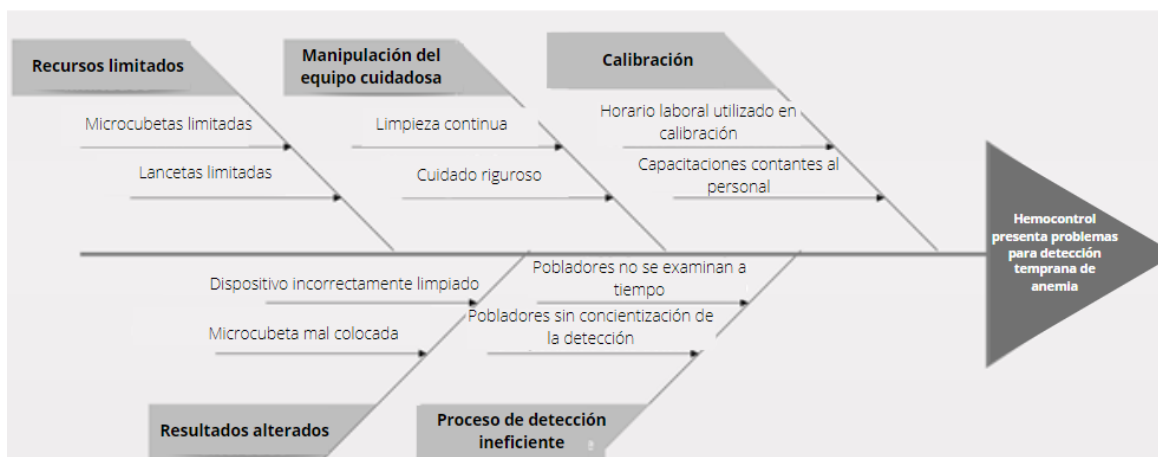 Recursos limitados
Manipulación del
equipo cuidadosa
Calibración
Microcubetas limitadas
Lancetas limitadas
Limpieza continua
Cuidado riguroso
Horario laboral utilizado en
calibración
Capacitaciones contantes al
personal
Hemocontrol
presenta problemas
para detección
temprana de
anemia
Dispositivo incorrectamente limpiado
Microcubeta mal colocada
Pobladores no se examinan a
tiempo
Pobladores sin concientización de
la detección
Resultados alterados
Proceso de detección
ineficiente